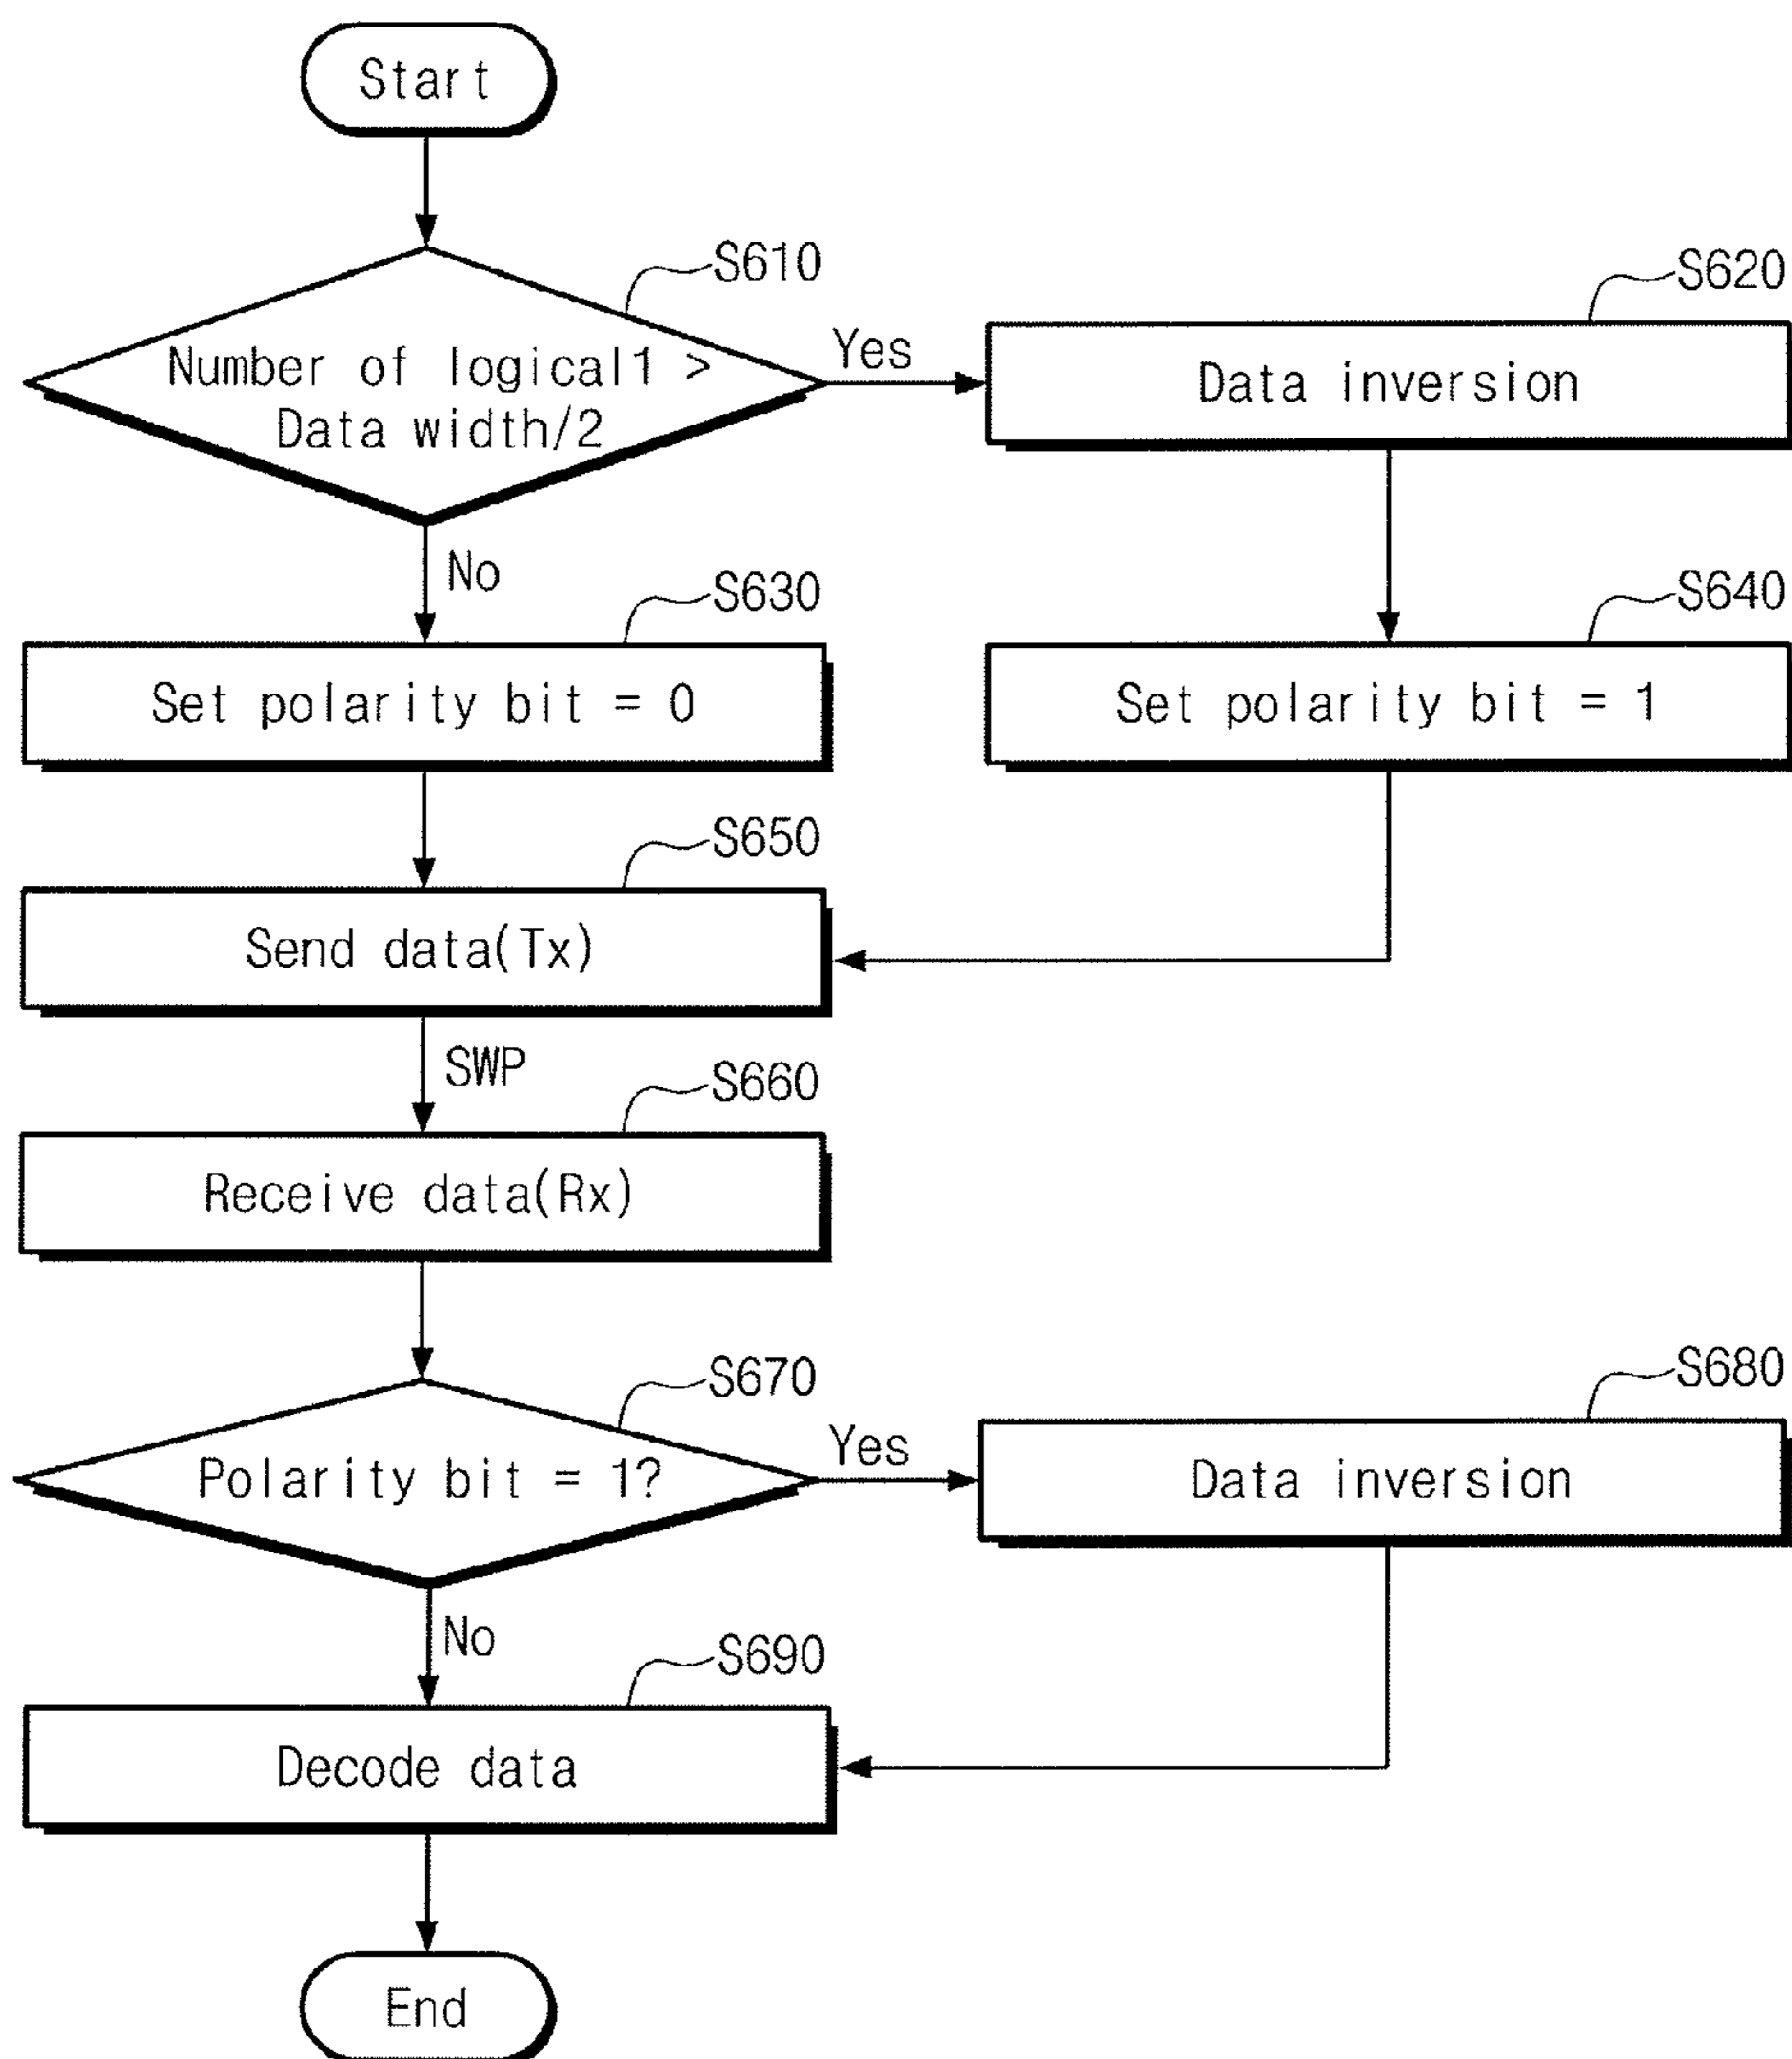 Start
S610
Number of logical1 >
Data width/2
Yes
S620
Data inversion
No
S630
Set polarity bit = 0
S640
Set polarity bit = 1
S650
Send data(Tx)
SWP
S660
Receive data(Rx)
S670
Polarity bit = 1?
Yes
S680
Data inversion
No
S690
Decode data
End